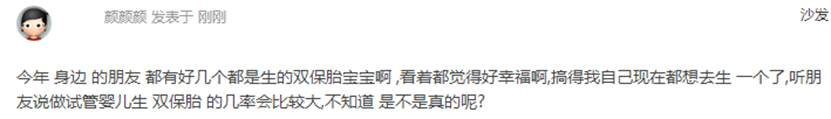 颜颜颜 发表于 刚刚 沙发
今年 身边 的朋友 都有好几个都是生的双保胎宝宝啊 ,看着都觉得好幸福啊,搞得我自己现在都想去生 一个了,听朋
友说做试管婴儿生 双保胎 的几率会比较大,不知道 是不是真的呢?